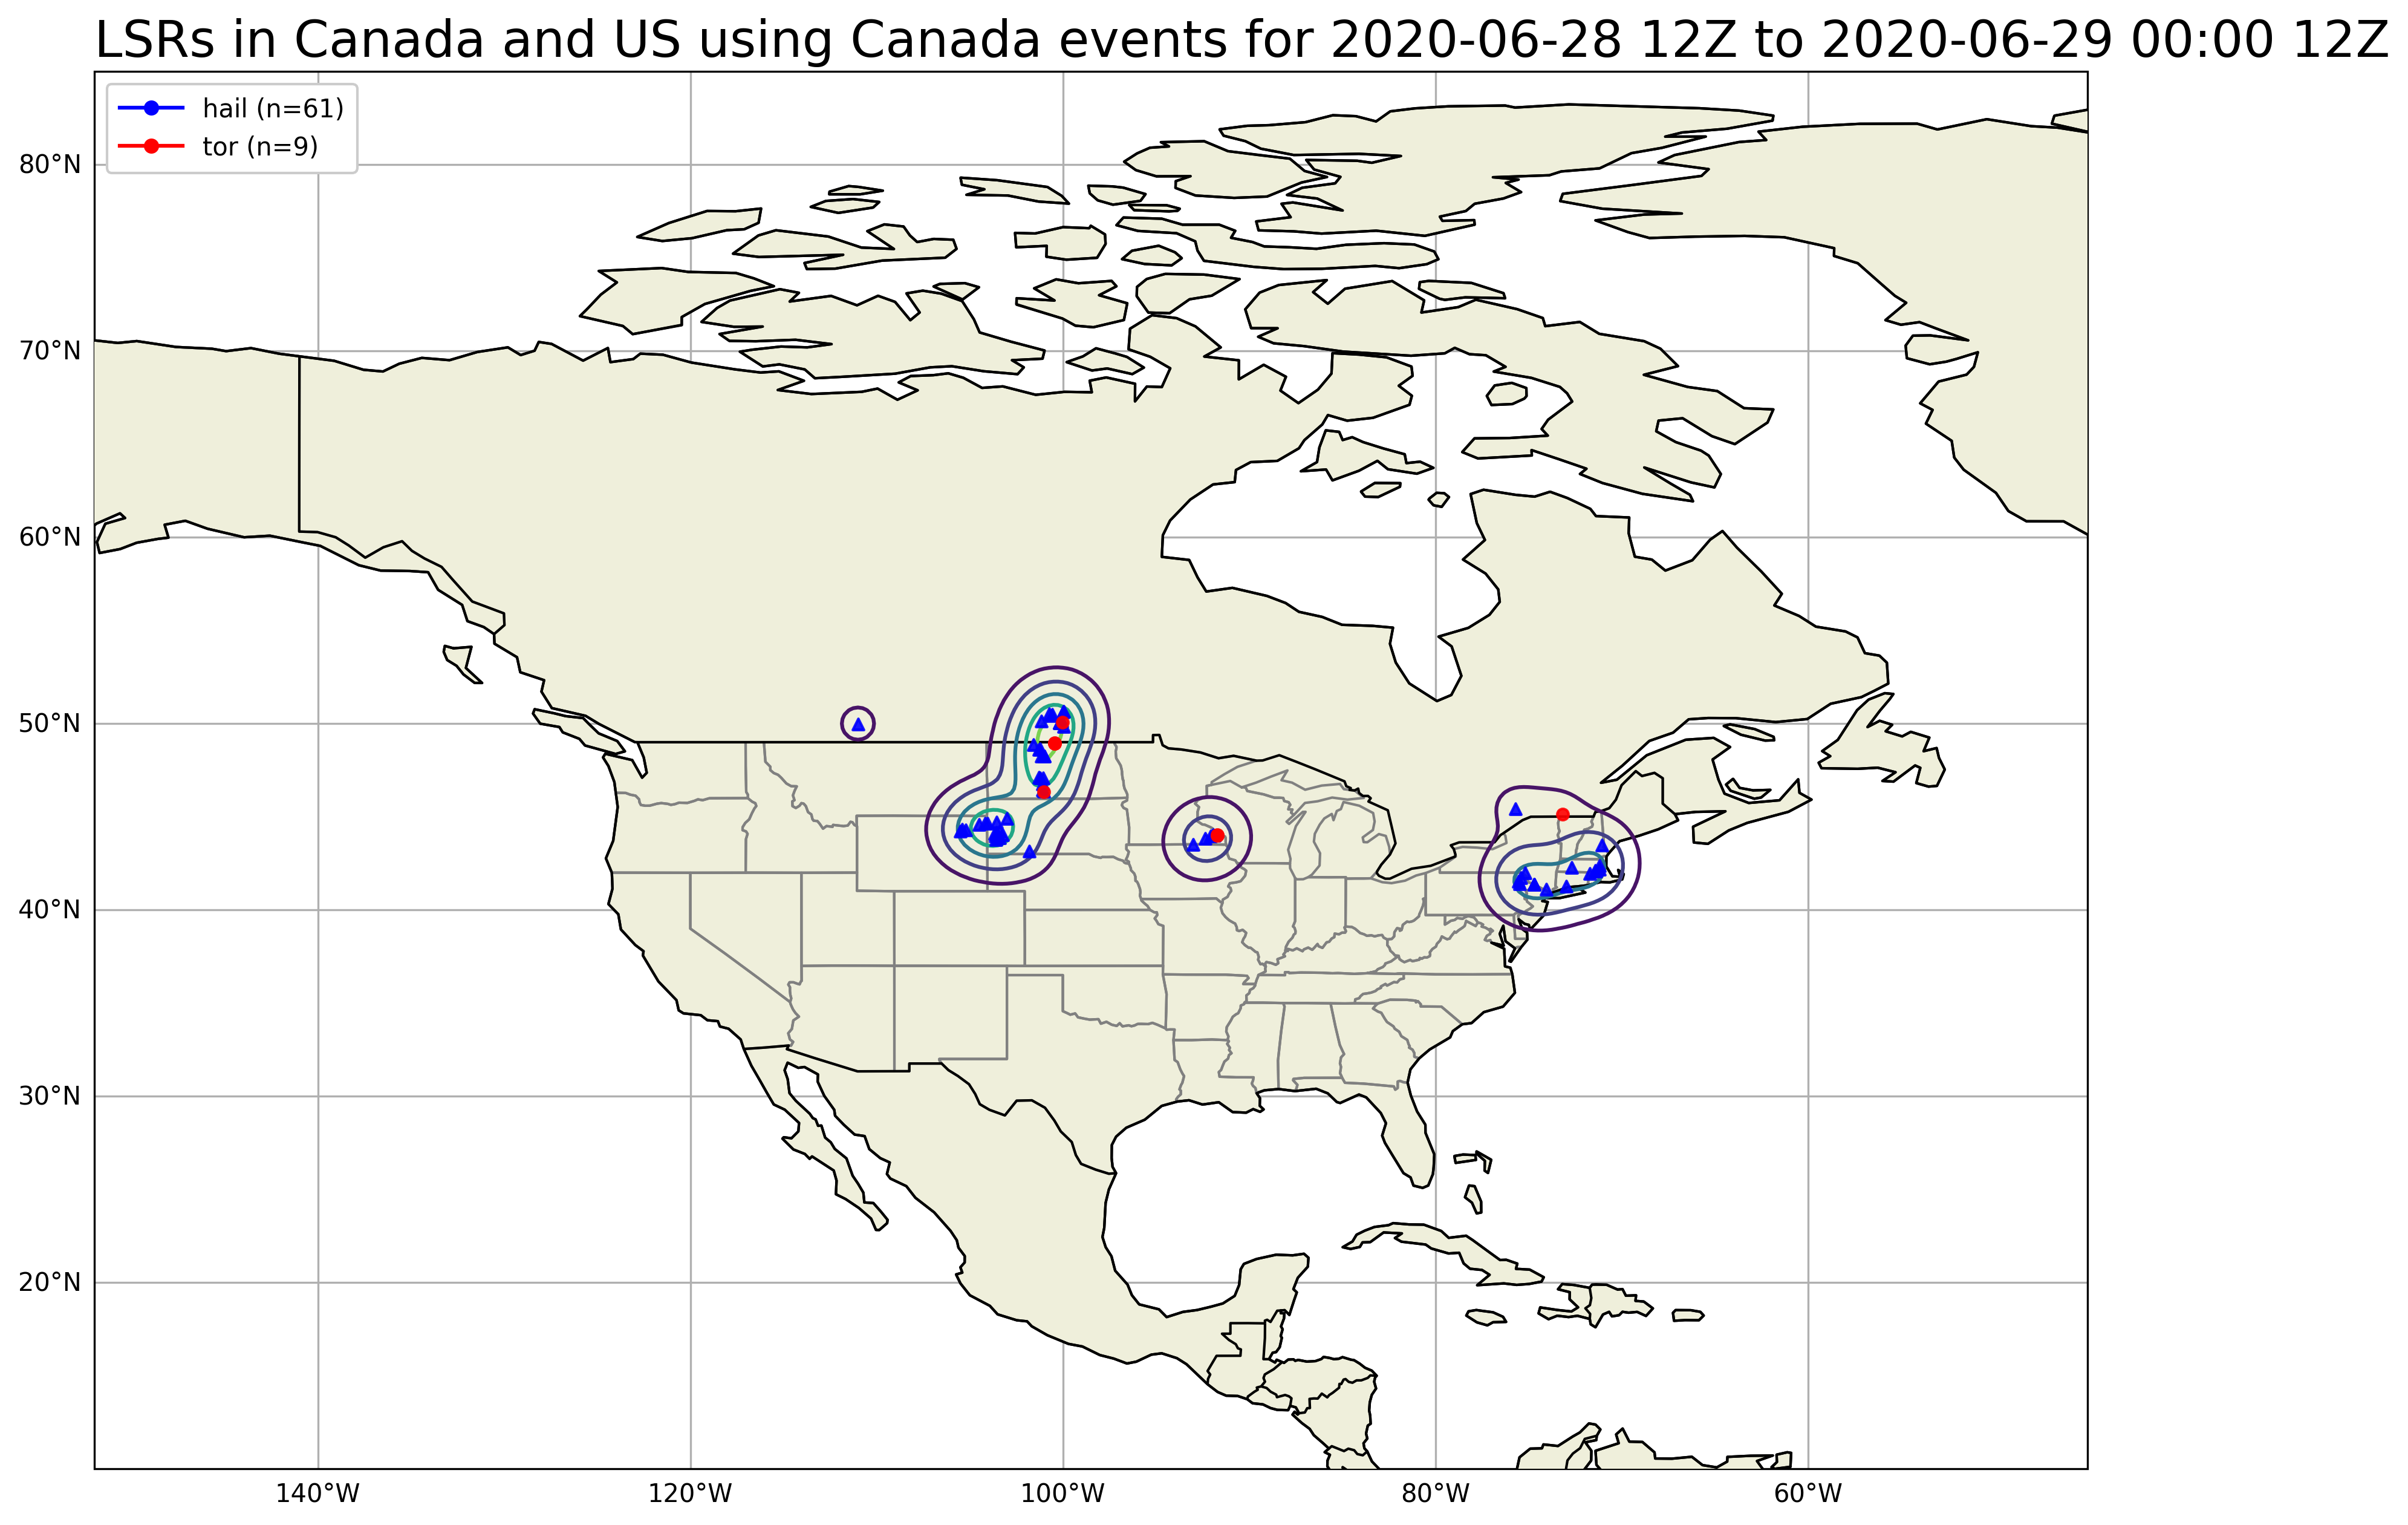 LSRs in Canada and US using Canada events for 2020-06-28 12Z to 2020-06-29 00:00 12Z
hail (n=61)
tor (n=9)
80°N
70°N
60°N
50°N
40°N
30°N
20°N
140°W
120°W
100°W
80°W
60°W